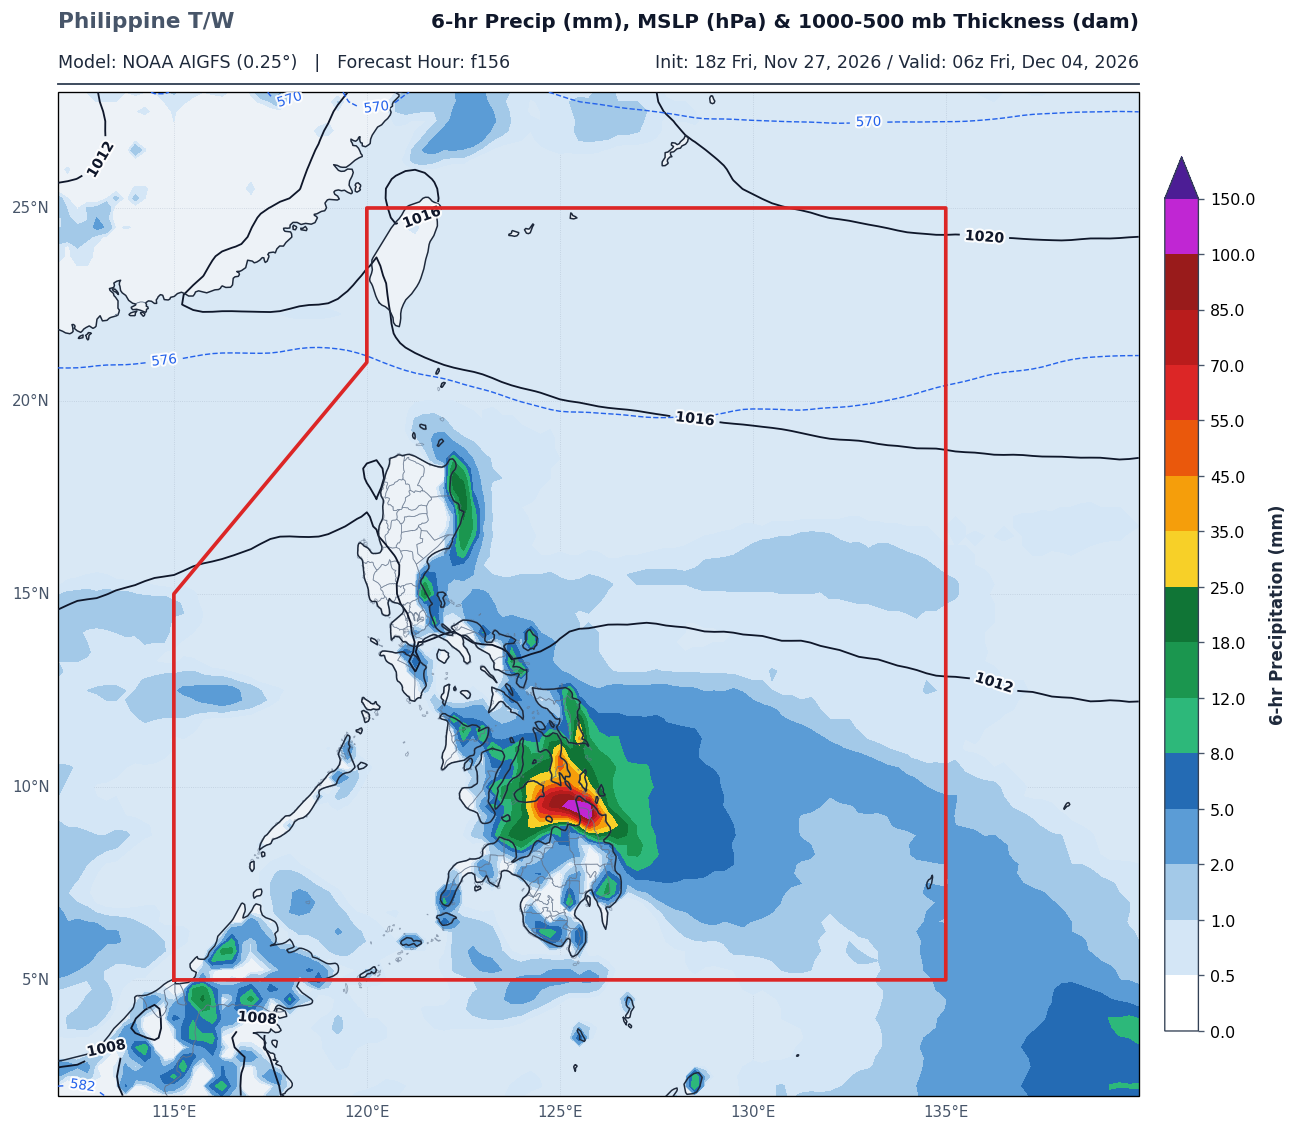 Philippine T/W
6-hr Precip (mm), MSLP (hPa) & 1000-500 mb Thickness (dam)
Model: NOAA AIGFS (0.25°) | Forecast Hour: f156
Init: 18z Fri, Nov 27, 2026 / Valid: 06z Fri, Dec 04, 2026
570
570
570
1012
1016
1020
576
1016
1012
1008
1008
582
25°N
20°N
15°N
10°N
5°N
115°E
120°E
125°E
130°E
135°E
150.0
100.0
85.0
70.0
55.0
45.0
35.0
25.0
18.0
12.0
8.0
5.0
2.0
1.0
0.5
0.0
6-hr Precipitation (mm)